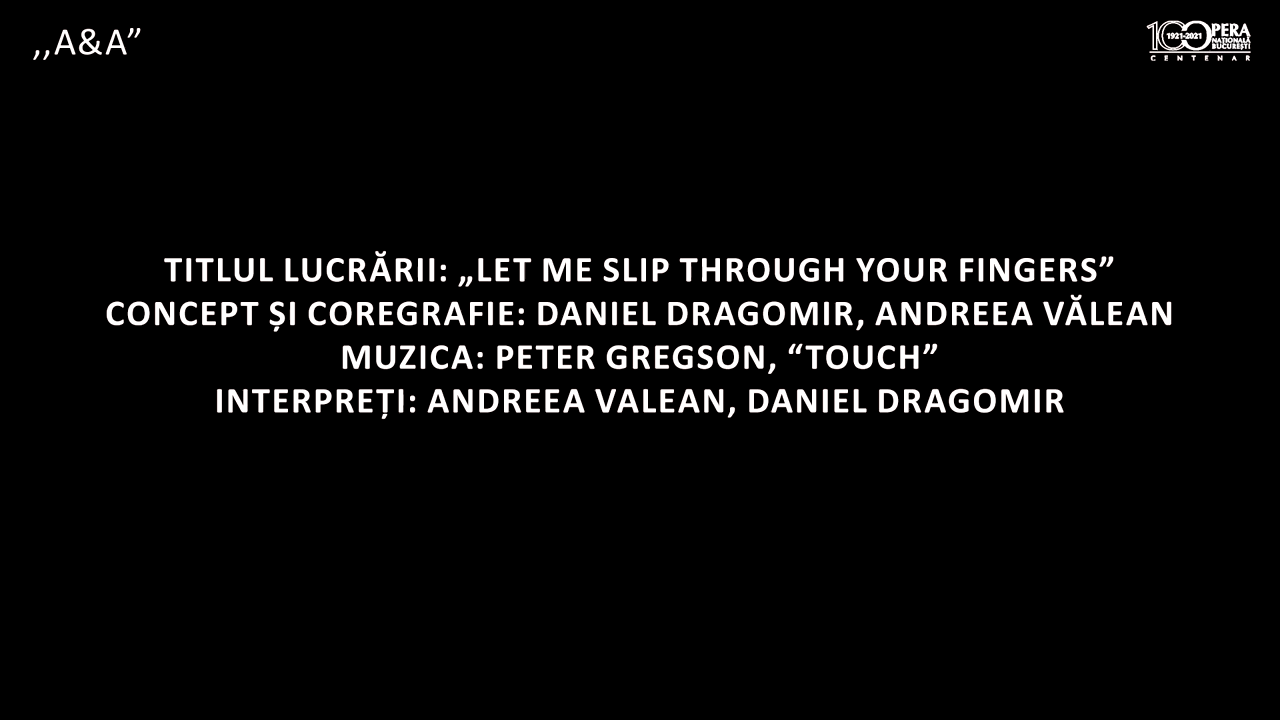 ,,A&A”
100 OPERA
1921-2021 NAȚIONALĂ
BUCUREȘTI
CENTENAR
TITLUL LUCRĂRII: „LET ME SLIP THROUGH YOUR FINGERS”
CONCEPT ȘI COREGRAFIE: DANIEL DRAGOMIR, ANDREEA VĂLEAN
MUZICA: PETER GREGSON, “TOUCH”
INTERPREȚI: ANDREEA VALEAN, DANIEL DRAGOMIR